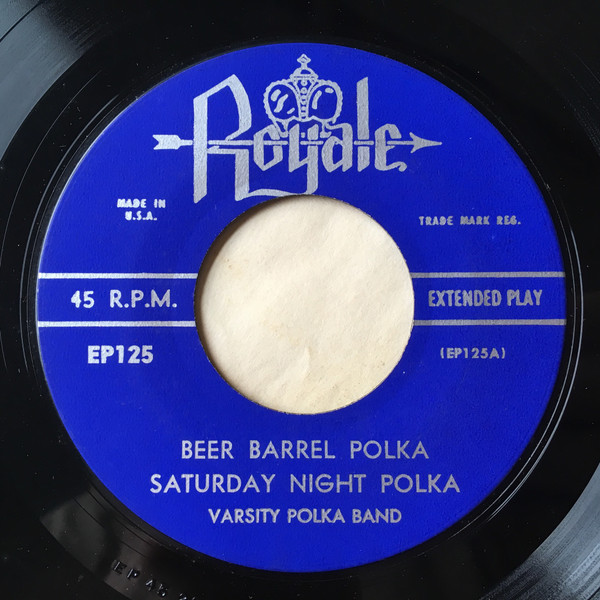 Royale
MADE IN
U.S.A.
TRADE MARK REG.
45 R.P.M.
EXTENDED PLAY
EP125
(EP125A)
BEER BARREL POLKA
SATURDAY NIGHT POLKA
VARSITY POLKA BAND